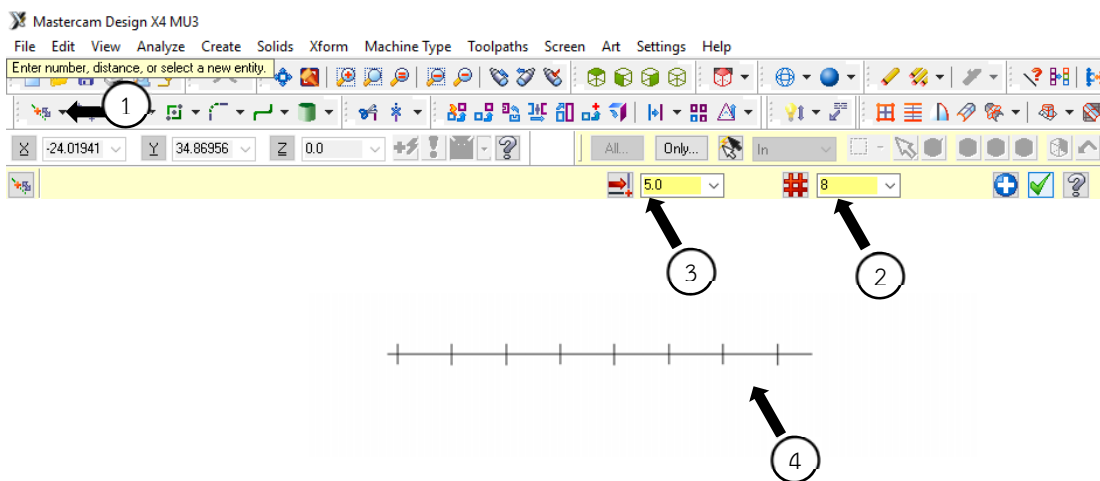 Mastercam Design X4 MU3
File Edit View Analyze Create Solids Xform Machine Type Toolpaths Screen Art Settings Help
Enter number, distance, or select a new entity.
1
X -24.01941 Y 34.86956 Z 0.0 All... Only... In
5.0 8
3 2
4